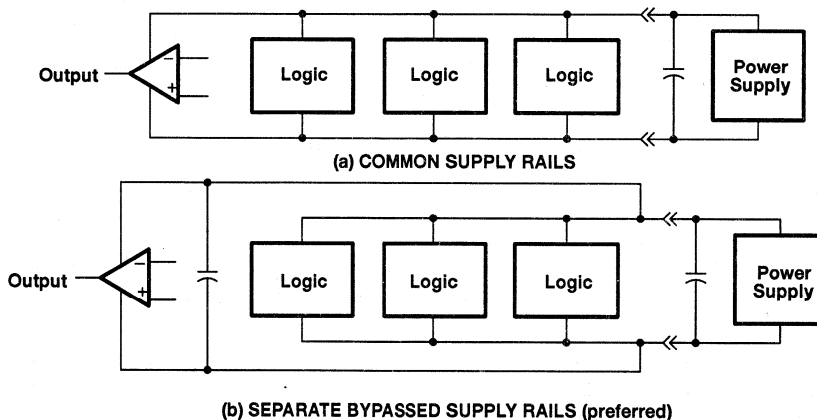 Output
−
+
Logic
Logic
Logic
Power
Supply
(a) COMMON SUPPLY RAILS
Output
−
+
Logic
Logic
Logic
Power
Supply
(b) SEPARATE BYPASSED SUPPLY RAILS (preferred)